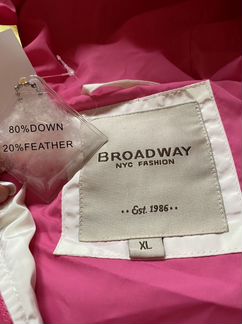 80%DOWN
20%FEATHER
BROADWAY
NYC FASHION
··Est. 1986··
XL